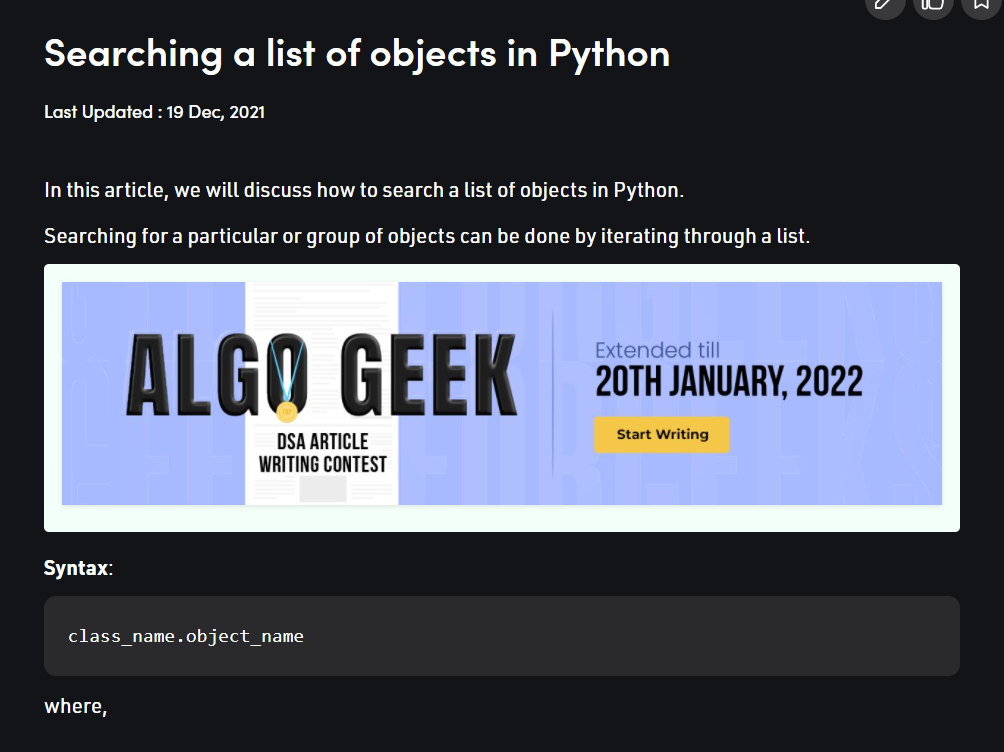 Searching a list of objects in Python
Last Updated : 19 Dec, 2021
In this article, we will discuss how to search a list of objects in Python.
Searching for a particular or group of objects can be done by iterating through a list.
ALGO GEEK
DSA ARTICLE
WRITING CONTEST
Extended till
20TH JANUARY, 2022
Start Writing
Syntax:
class_name.object_name
where,